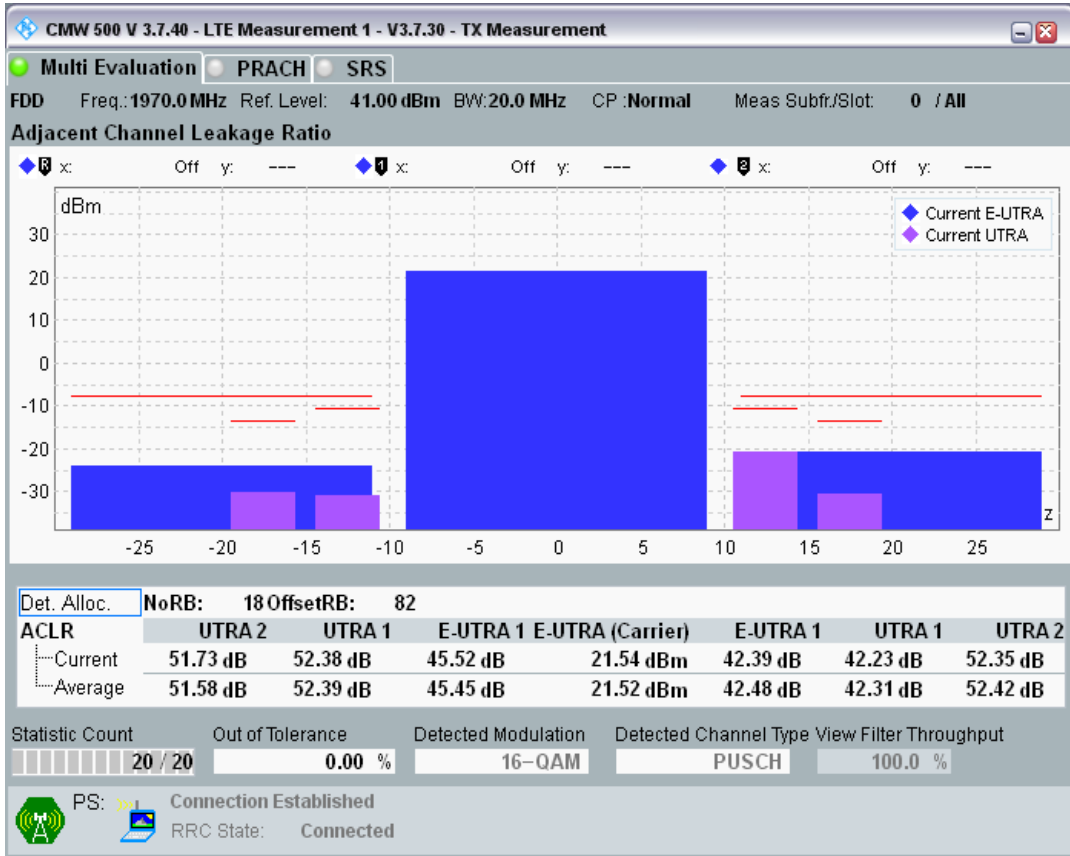 CMW 500 V 3.7.40 - LTE Measurement 1 - V3.7.30 - TX Measurement
Multi Evaluation PRACH SRS
FDD Freq.:1970.0 MHz Ref. Level: 41.00 dBm BW:20.0 MHz CP :Normal Meas Subfr./Slot: 0 / All
Adjacent Channel Leakage Ratio
R x: Off y: --- 1 x: Off y: --- 2 x: Off y: ---
dBm
Current E-UTRA
Current UTRA
30
20
10
0
-10
-20
-30
z
-25 -20 -15 -10 -5 0 5 10 15 20 25
Det. Alloc. NoRB: 18 OffsetRB: 82
ACLR UTRA 2 UTRA 1 E-UTRA 1 E-UTRA (Carrier) E-UTRA 1 UTRA 1 UTRA 2
Current 51.73 dB 52.38 dB 45.52 dB 21.54 dBm 42.39 dB 42.23 dB 52.35 dB
Average 51.58 dB 52.39 dB 45.45 dB 21.52 dBm 42.48 dB 42.31 dB 52.42 dB
Statistic Count Out of Tolerance Detected Modulation Detected Channel Type View Filter Throughput
20 / 20 0.00 % 16-QAM PUSCH 100.0 %
PS: Connection Established
RRC State: Connected